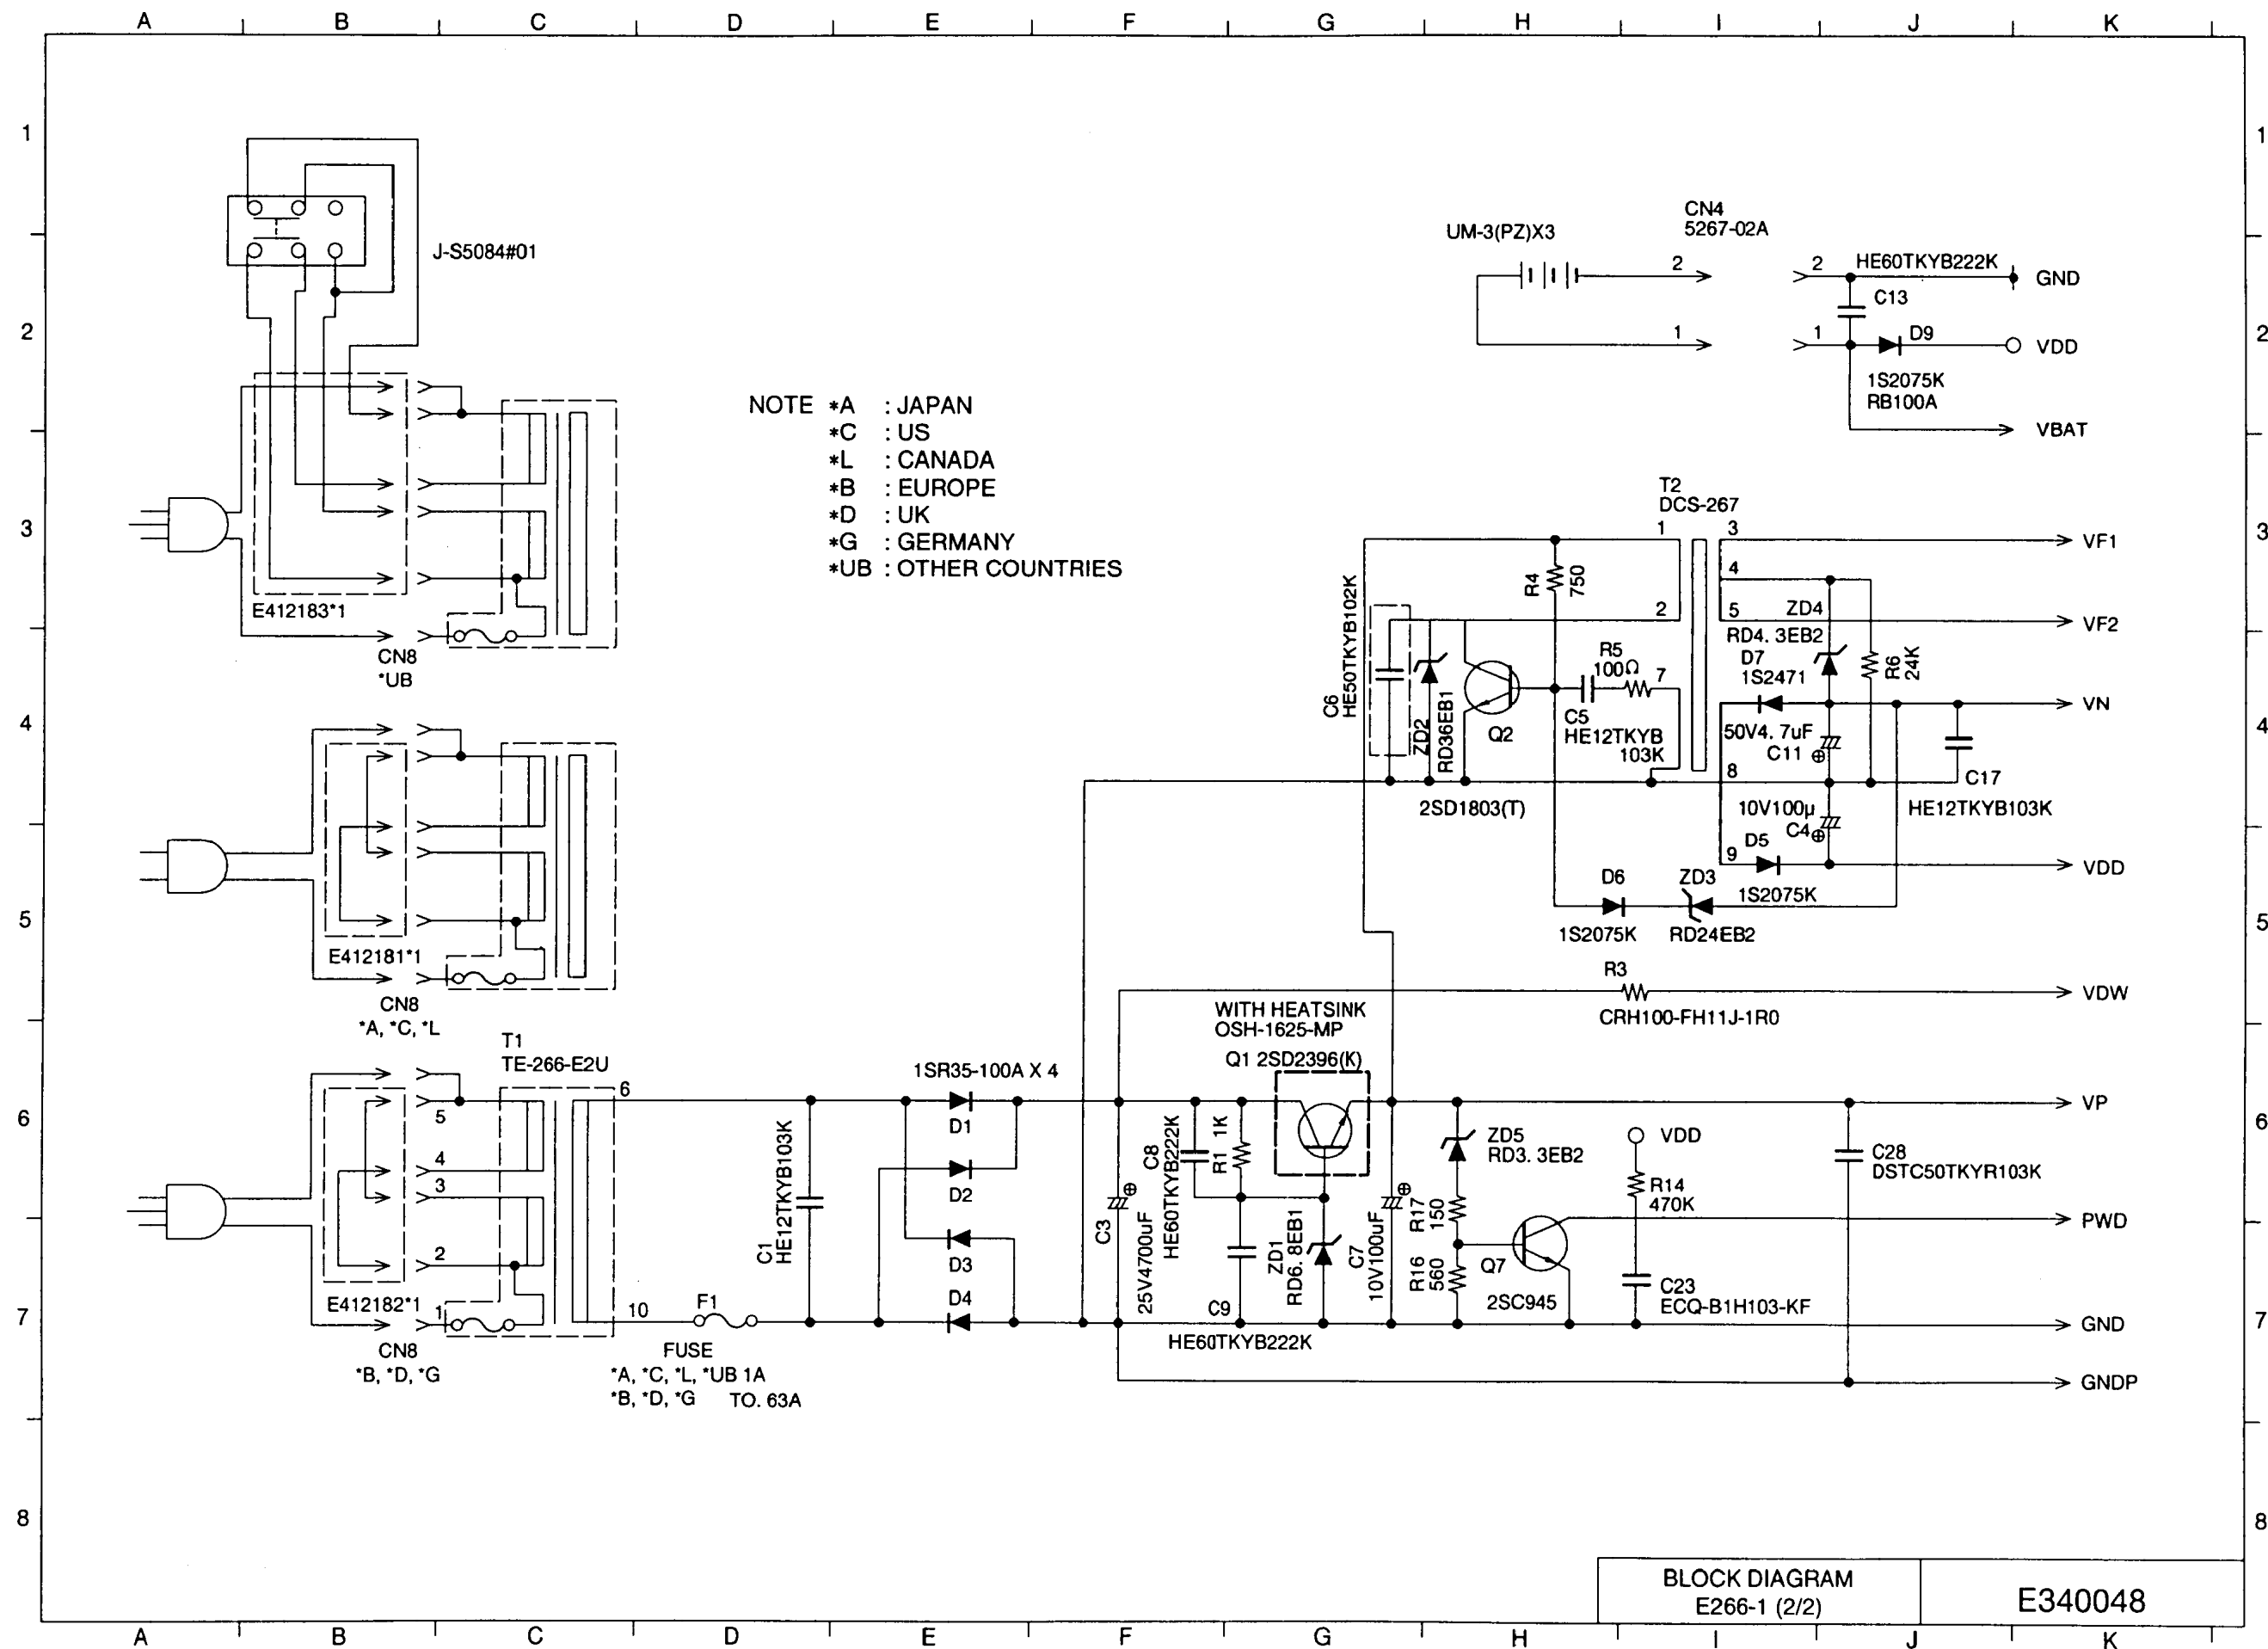 A B C D E F G H I J K
1 1
2 2
3 3
4 4
5 5
6 6
7 7
8 8
J-S5084#01
E412183*1
CN8
*UB
NOTE *A : JAPAN
*C : US
*L : CANADA
*B : EUROPE
*D : UK
*G : GERMANY
*UB : OTHER COUNTRIES
UM-3(PZ)X3
CN4
5267-02A
2 2
1 1
HE60TKYB222K
C13
D9
1S2075K
RB100A
GND
VDD
VBAT
T2
DCS-267
1 3
4
2 5
7
8
9
R4
750
C6
HE50TKYB102K
ZD2
RD36EB1
Q2
2SD1803(T)
R5
100Ω
C5
HE12TKYB
103K
ZD4
RD4. 3EB2
D7
1S2471
R6
24K
50V4. 7uF
C11 ⊕
10V100μ
C4 ⊕
C17
HE12TKYB103K
D5
1S2075K
D6
1S2075K
ZD3
RD24EB2
VF1
VF2
VN
VDD
E412181*1
CN8
*A, *C, *L
R3
CRH100-FH11J-1R0
VDW
T1
TE-266-E2U
6
5
4
3
2
1
10
E412182*1
CN8
*B, *D, *G
F1
FUSE
*A, *C, *L, *UB 1A
*B, *D, *G TO. 63A
C1
HE12TKYB103K
1SR35-100A X 4
D1
D2
D3
D4
C3
25V4700uF
⊕
C8
HE60TKYB222K
R1 1K
WITH HEATSINK
OSH-1625-MP
Q1 2SD2396(K)
ZD1
RD6. 8EB1
C9
HE60TKYB222K
C7
10V100uF
⊕
ZD5
RD3. 3EB2
R17
150
R16
560
Q7
2SC945
VDD
R14
470K
C23
ECQ-B1H103-KF
C28
DSTC50TKYR103K
VP
PWD
GND
GNDP
BLOCK DIAGRAM
E266-1 (2/2)
E340048
A B C D E F G H I J K